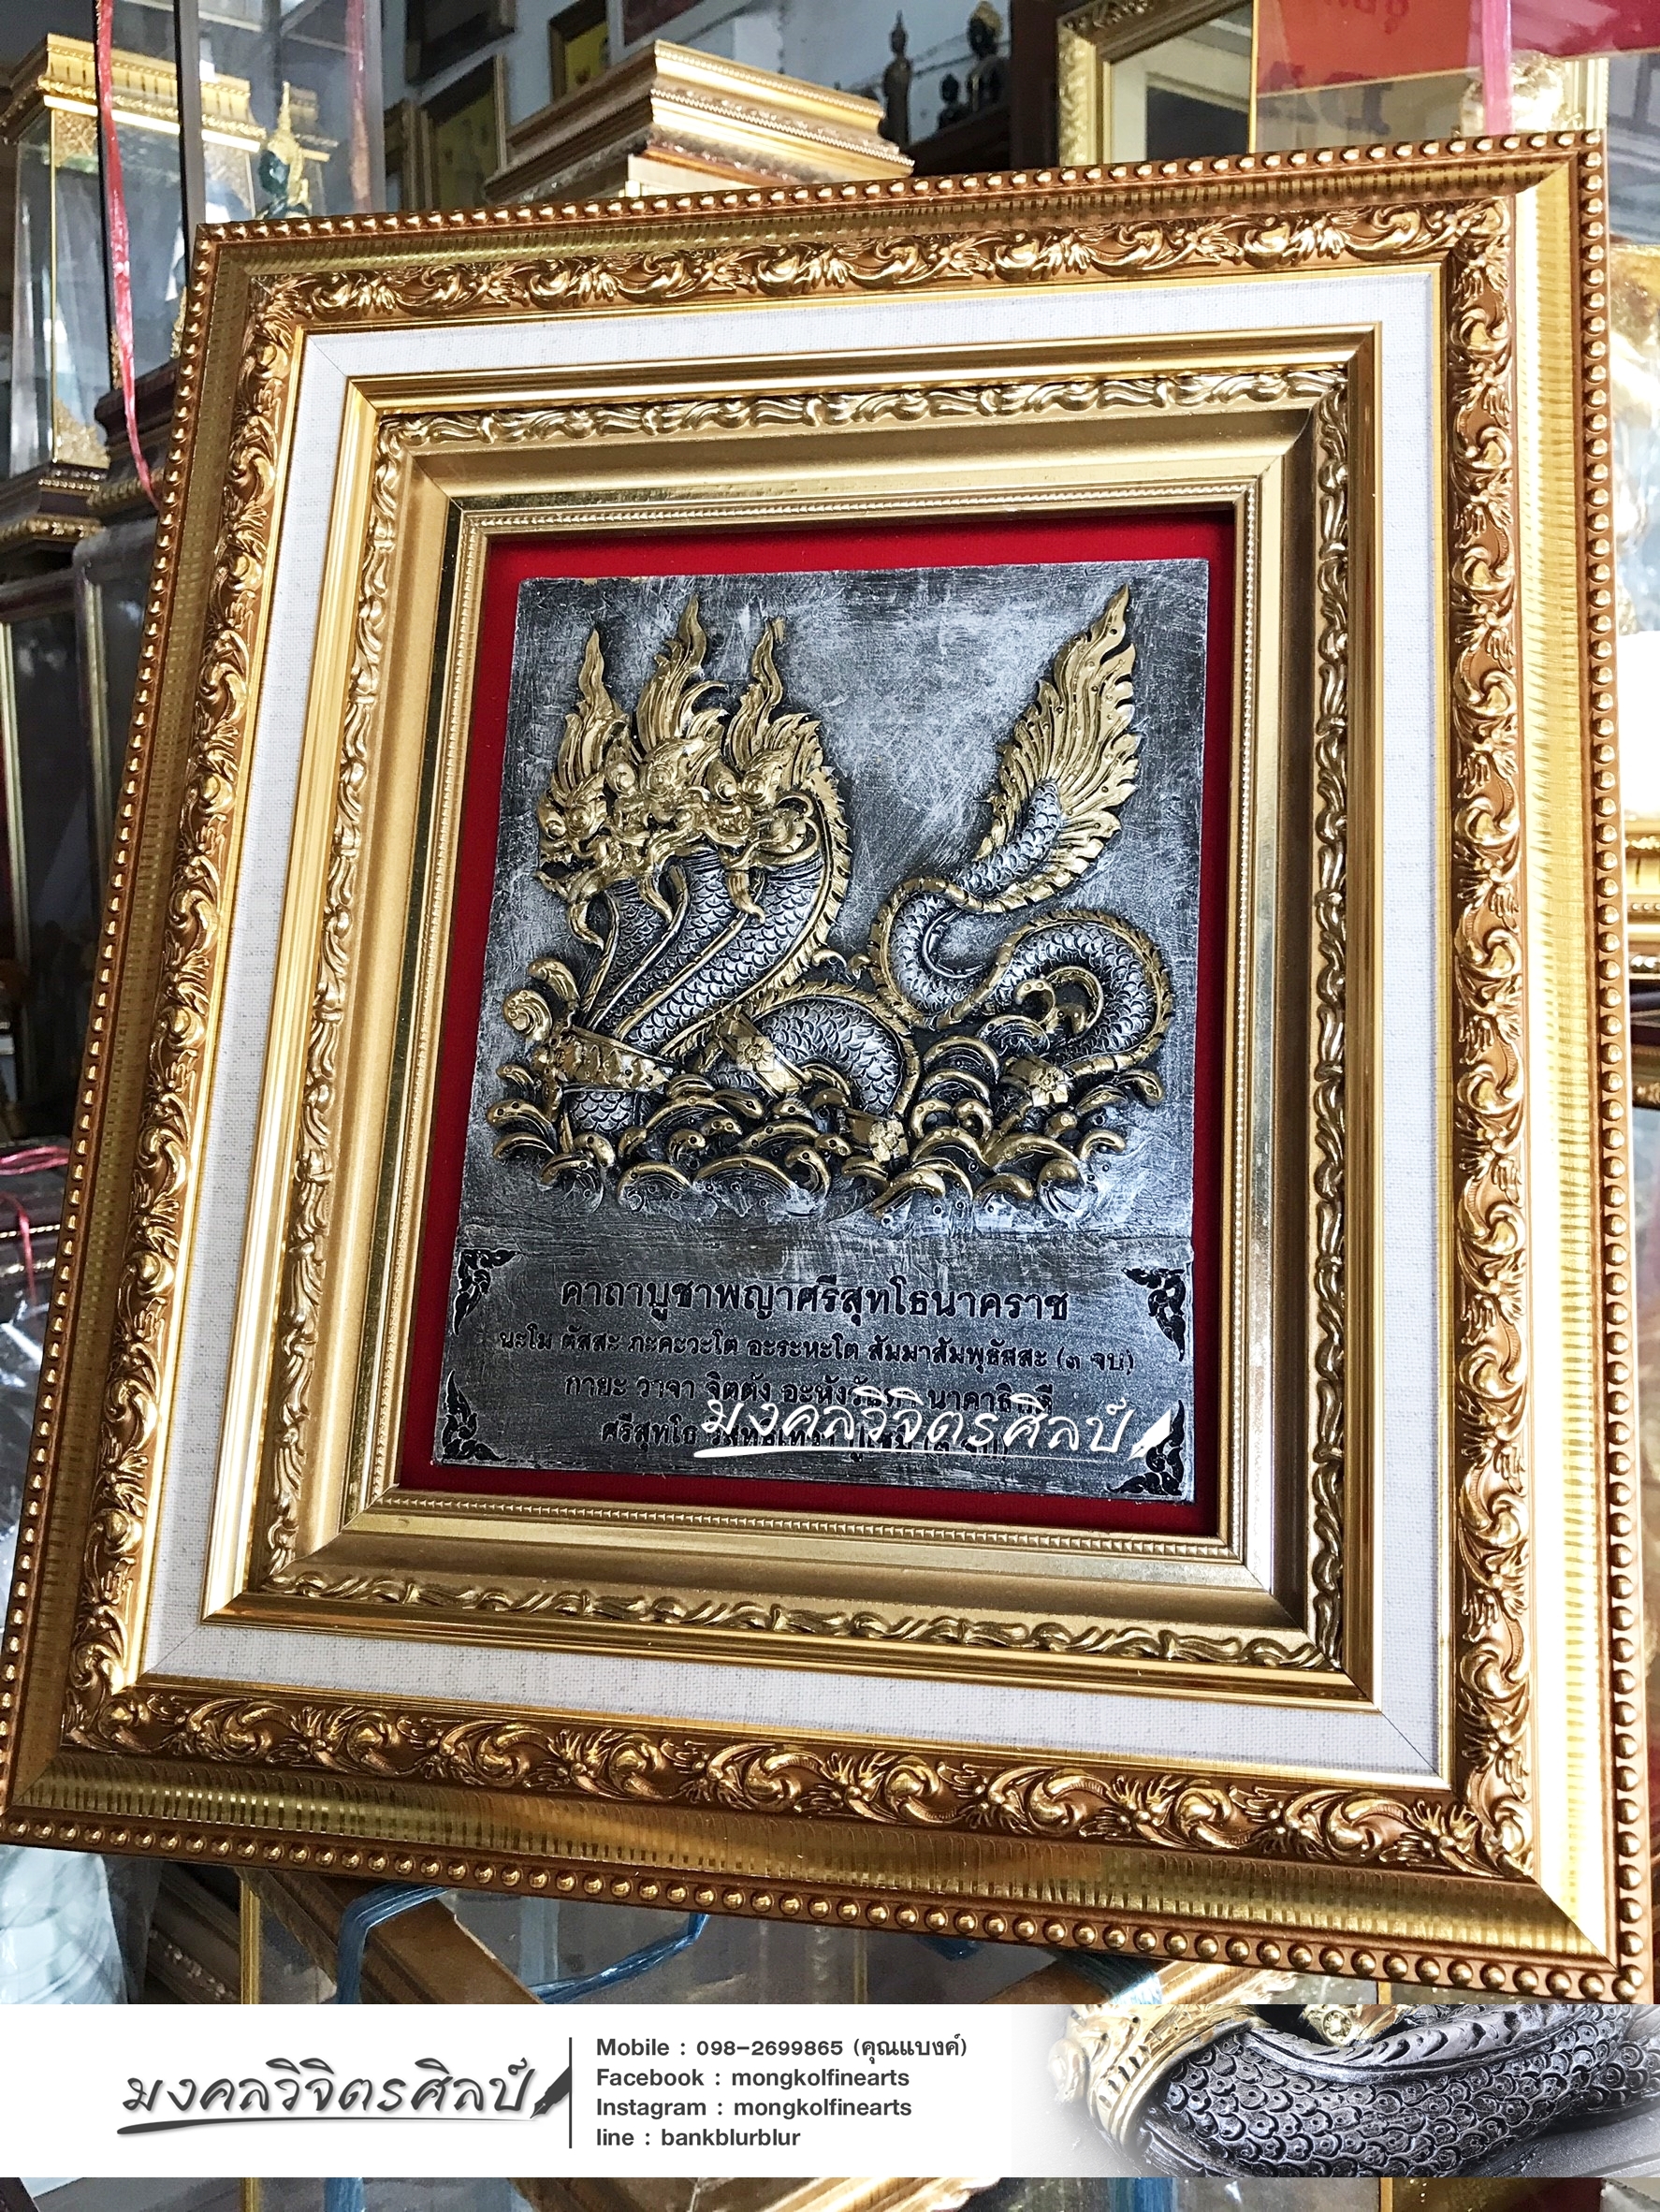 คาถาบูชาพญาศรีสุทโธนาคราช
นะโม ตัสสะ ภะคะวะโต อะระหะโต สัมมาสัมพุธัสสะ (๓ จบ)
กายะ วาจา จิตตัง อะหังวันทา นาคาธิบดี
ศรีสุทโธ
มงคลวิจิตรศิลป์
มงคลวิจิตรศิลป์
Mobile : 098-2699865 (คุณแบงค์)
Facebook : mongkolfinearts
Instagram : mongkolfinearts
line : bankblurblur